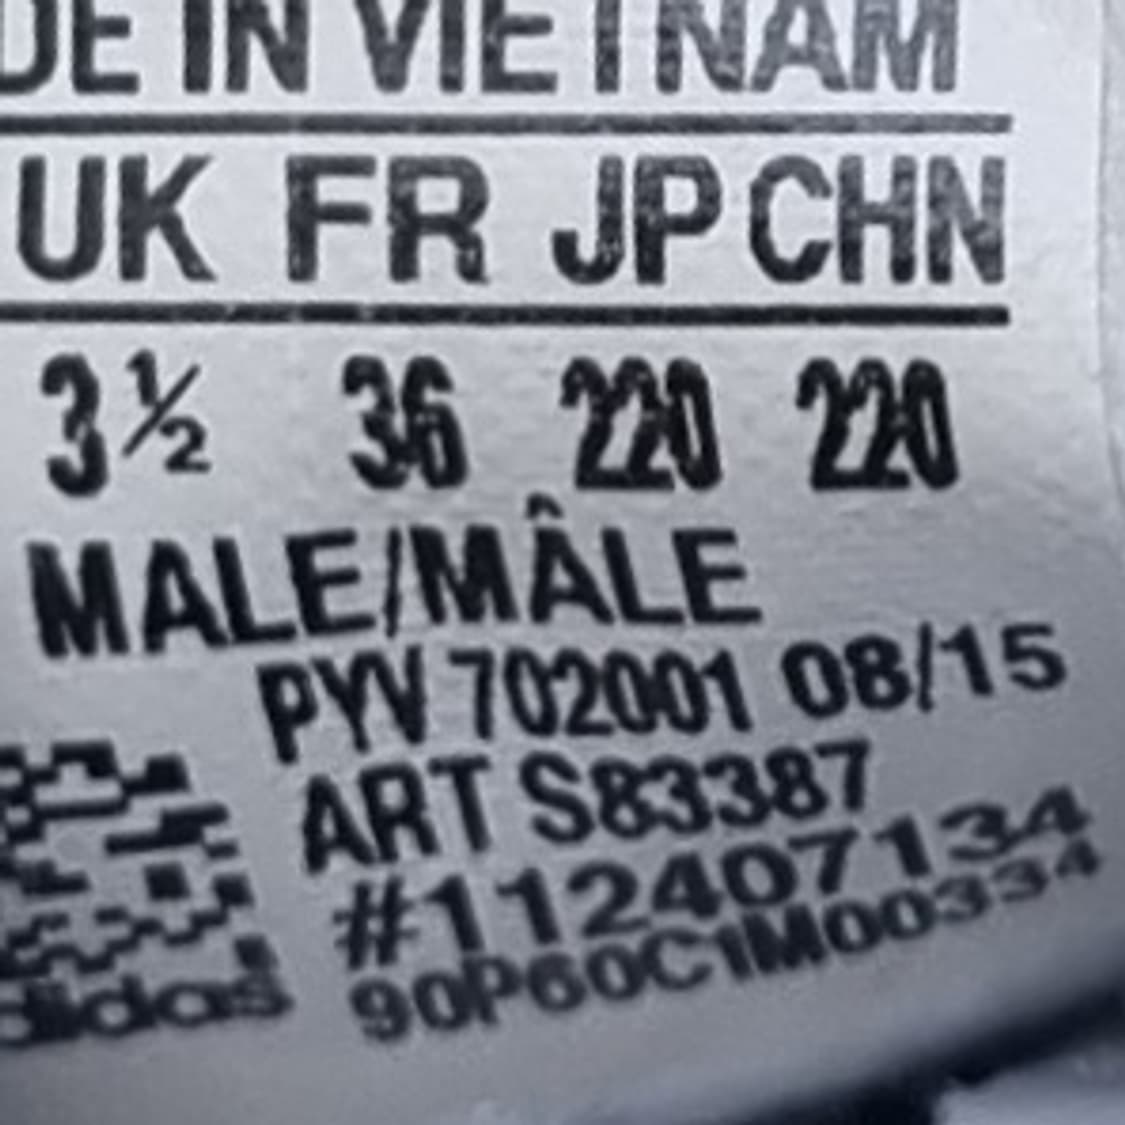 DE IN VIETNAM
UK FR JP CHN
3½ 36 220 220
MALE/MÂLE
PYV 702001 08/15
ART S83387
#112407134
90P60C1M00334
adidas